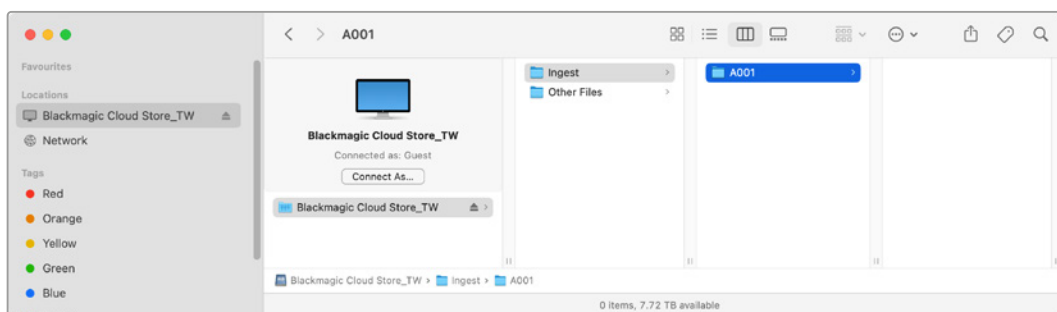 A001
Favourites
Locations
Blackmagic Cloud Store_TW
Network
Tags
Red
Orange
Yellow
Green
Blue
Blackmagic Cloud Store_TW
Connected as: Guest
Connect As...
Blackmagic Cloud Store_TW
Ingest
Other Files
A001
Blackmagic Cloud Store_TW › Ingest › A001
0 items, 7.72 TB available